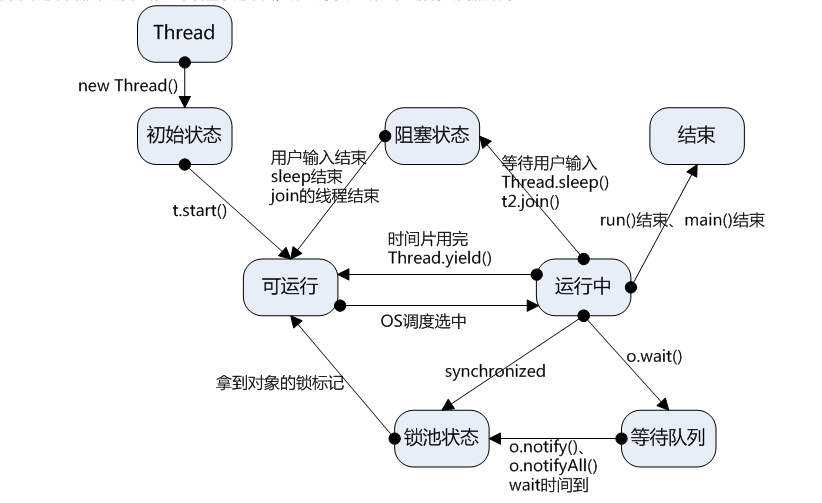 Thread
new Thread()
初始状态
阻塞状态
结束
用户输入结束
sleep结束
join的线程结束
等待用户输入
Thread.sleep()
t2.join()
t.start()
run()结束、main()结束
时间片用完
Thread.yield()
可运行
运行中
OS调度选中
synchronized
o.wait()
拿到对象的锁标记
锁池状态
等待队列
o.notify()、
o.notifyAll()
wait时间到